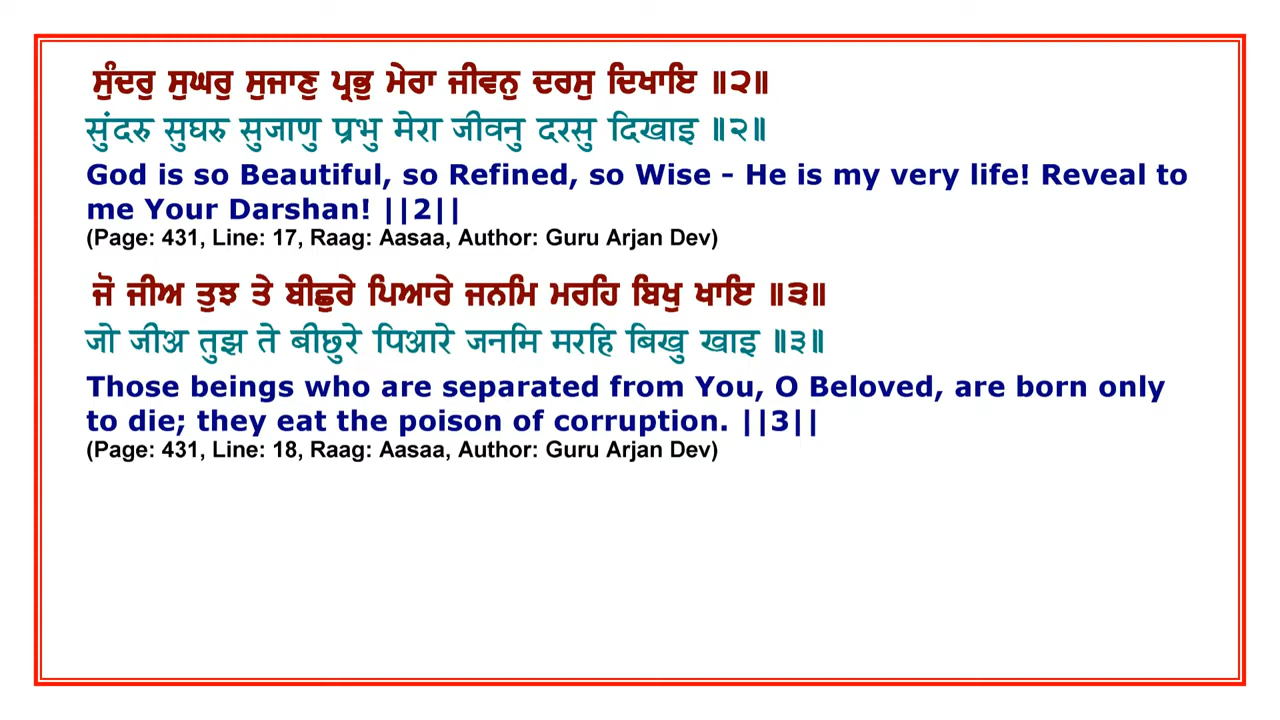 ਸੁੰਦਰੁ ਸੁਘਰੁ ਸੁਜਾਣੁ ਪ੍ਰਭੁ ਮੇਰਾ ਜੀਵਨੁ ਦਰਸੁ ਦਿਖਾਇ ॥੨॥
सुंदरु सुघरु सुजाणु प्रभु मेरा जीवनु दरसु दिखाइ ॥२॥
God is so Beautiful, so Refined, so Wise - He is my very life! Reveal to
me Your Darshan! ||2||
(Page: 431, Line: 17, Raag: Aasaa, Author: Guru Arjan Dev)
ਜੋ ਜੀਅ ਤੁਝ ਤੇ ਬੀਛੁਰੇ ਪਿਆਰੇ ਜਨਮਿ ਮਰਹਿ ਬਿਖੁ ਖਾਇ ॥੩॥
जो जीअ तुझ ते बीछुरे पिआरे जनमि मरहि बिखु खाइ ॥३॥
Those beings who are separated from You, O Beloved, are born only
to die; they eat the poison of corruption. ||3||
(Page: 431, Line: 18, Raag: Aasaa, Author: Guru Arjan Dev)